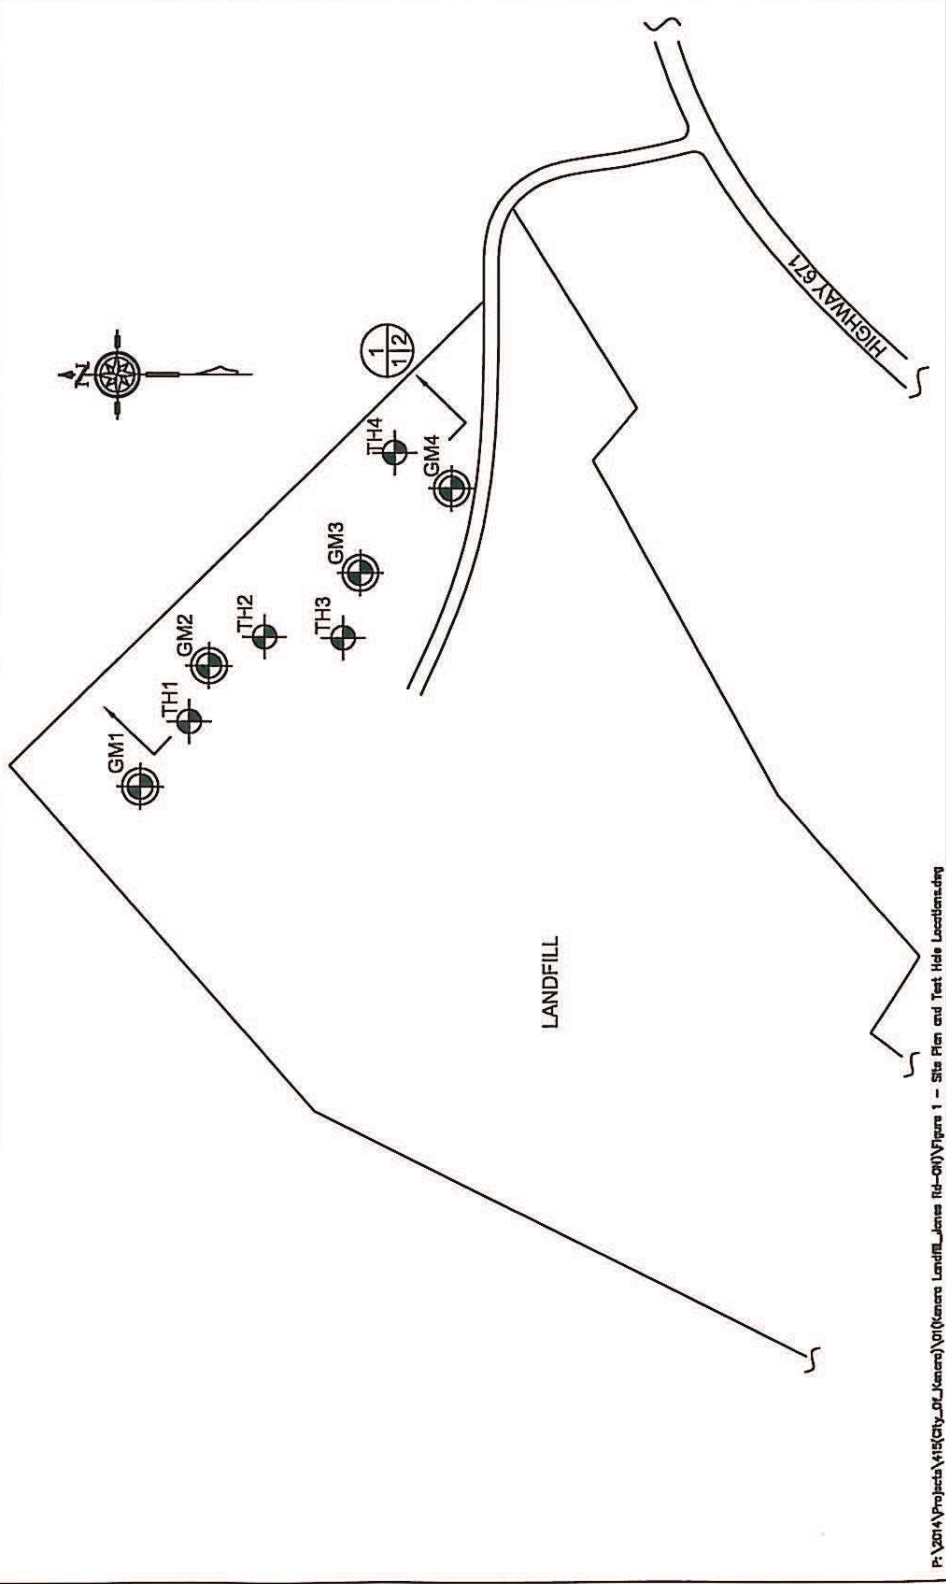 N
1
1 2
GM1
TH1
GM2
TH2
TH3
GM3
TH4
GM4
LANDFILL
HIGHWAY 671
P:\2014\Projects\415(City_Of_Kenora)\01(Kenora Landfill_Jones Rd-ON)\Figure 1 - Site Plan and Test Hole Locations.dwg